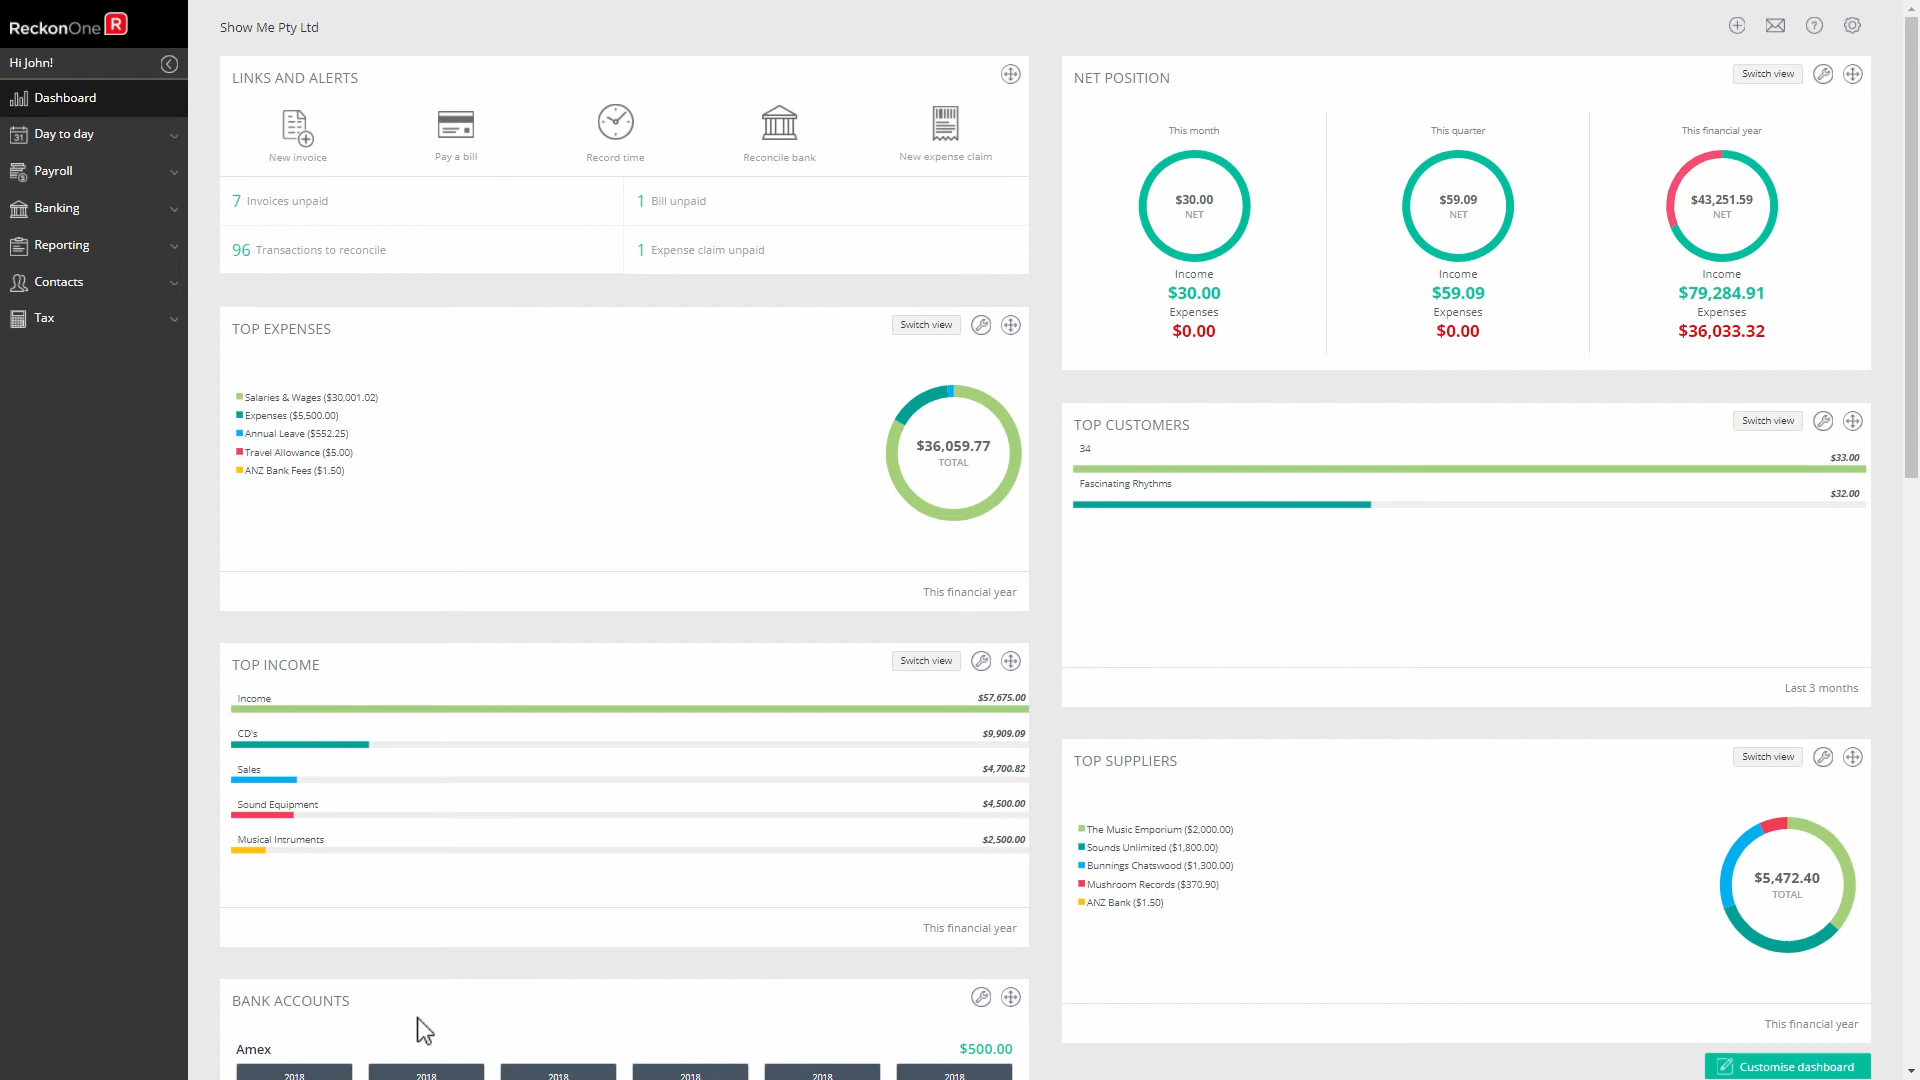 ReckonOne R
Hi John!
Dashboard
Day to day
Payroll
Banking
Reporting
Contacts
Tax
Show Me Pty Ltd
LINKS AND ALERTS
New invoice
Pay a bill
Record time
Reconcile bank
New expense claim
7 Invoices unpaid
1 Bill unpaid
96 Transactions to reconcile
1 Expense claim unpaid
TOP EXPENSES
Switch view
Salaries & Wages ($30,001.02)
Expenses ($5,500.00)
Annual Leave ($552.25)
Travel Allowance ($5.00)
ANZ Bank Fees ($1.50)
$36,059.77
TOTAL
This financial year
TOP INCOME
Switch view
Income $57,675.00
CD's $9,909.09
Sales $4,700.82
Sound Equipment $4,500.00
Musical Intruments $2,500.00
This financial year
BANK ACCOUNTS
Amex $500.00
2018 2018 2018 2018 2018 2018
NET POSITION
Switch view
This month
$30.00
NET
Income
$30.00
Expenses
$0.00
This quarter
$59.09
NET
Income
$59.09
Expenses
$0.00
This financial year
$43,251.59
NET
Income
$79,284.91
Expenses
$36,033.32
TOP CUSTOMERS
Switch view
34
$33.00
Fascinating Rhythms
$32.00
Last 3 months
TOP SUPPLIERS
Switch view
The Music Emporium ($2,000.00)
Sounds Unlimited ($1,800.00)
Bunnings Chatswood ($1,300.00)
Mushroom Records ($370.90)
ANZ Bank ($1.50)
$5,472.40
TOTAL
This financial year
Customise dashboard